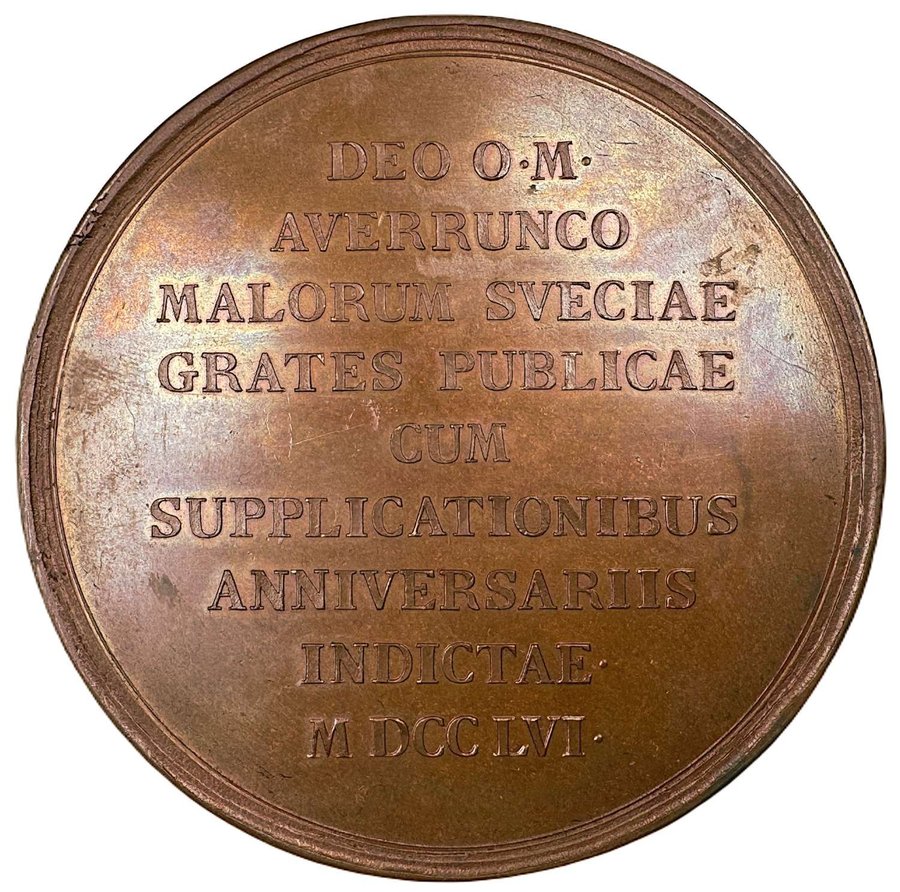 DEO O·M·
AVERRUNCO
MALORUM SVECIAE
GRATES PUBLICAE
CUM
SUPPLICATIONIBUS
ANNIVERSARIIS
INDICTAE·
M DCC LVI·